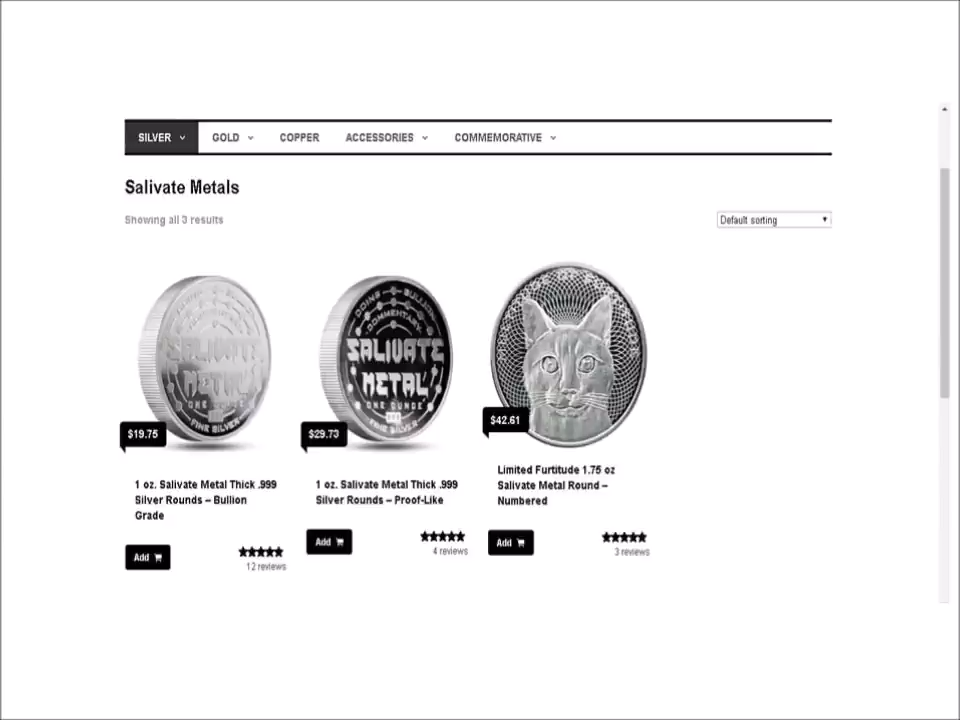 SILVER GOLD COPPER ACCESSORIES COMMEMORATIVE
Salivate Metals
Showing all 3 results
Default sorting
COINS BULLION
COMMENTARY
SALIVATE
METAL
ONE OUNCE
FINE SILVER
SALIVATE
METAL
ONE OUNCE
FINE SILVER
$19.75
$29.73
$42.61
1 oz. Salivate Metal Thick .999
Silver Rounds – Bullion
Grade
Add
12 reviews
1 oz. Salivate Metal Thick .999
Silver Rounds – Proof-Like
Add
4 reviews
Limited Furtitude 1.75 oz
Salivate Metal Round –
Numbered
Add
3 reviews